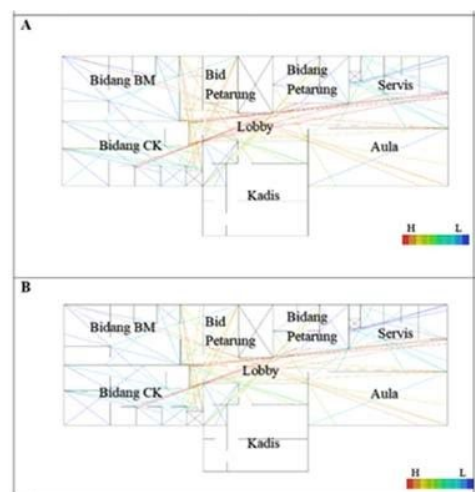 A
Bidang BM
Bid
Petarung
Bidang
Petarung
Servis
Lobby
Bidang CK
Aula
Kadis
H L
B
Bidang BM
Bid
Petarung
Bidang
Petarung
Servis
Lobby
Bidang CK
Aula
Kadis
H L